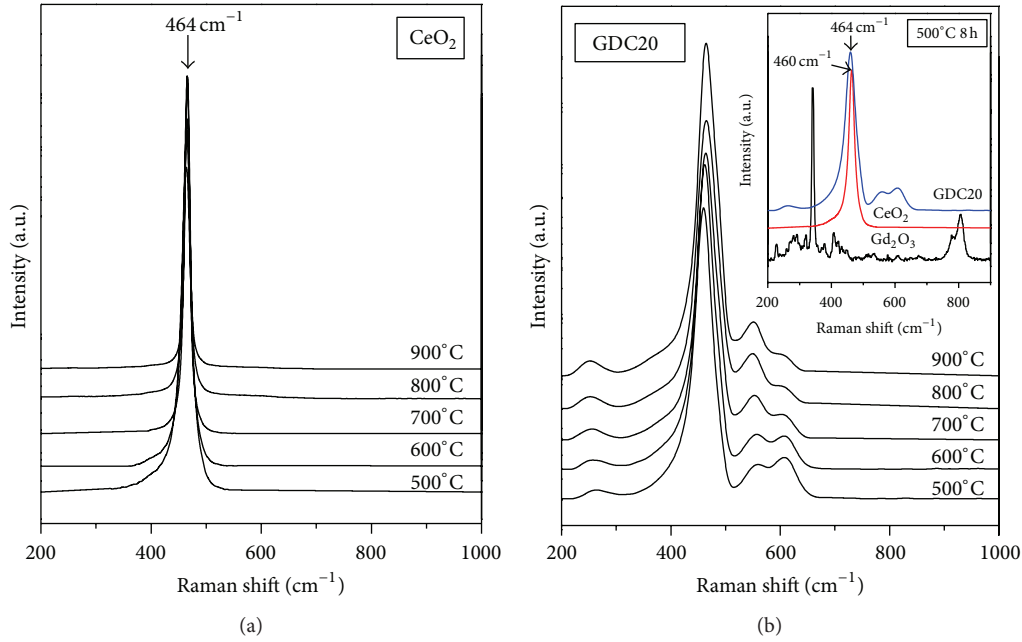 464 cm⁻¹
CeO₂
Intensity (a.u.)
900°C
800°C
700°C
600°C
500°C
200
400
600
800
1000
Raman shift (cm⁻¹)
(a)
GDC20
Intensity (a.u.)
900°C
800°C
700°C
600°C
500°C
200
400
600
800
1000
Raman shift (cm⁻¹)
(b)
464 cm⁻¹
500°C 8 h
460 cm⁻¹
Intensity (a.u.)
GDC20
CeO₂
Gd₂O₃
200
400
600
800
Raman shift (cm⁻¹)